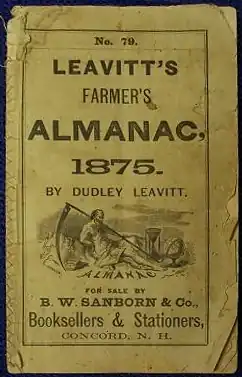 No. 79.
LEAVITT'S
FARMER'S
ALMANAC,
1875.
BY DUDLEY LEAVITT.
ALMANAC
FOR SALE BY
B. W. SANBORN & Co.,
Booksellers & Stationers,
CONCORD, N. H.